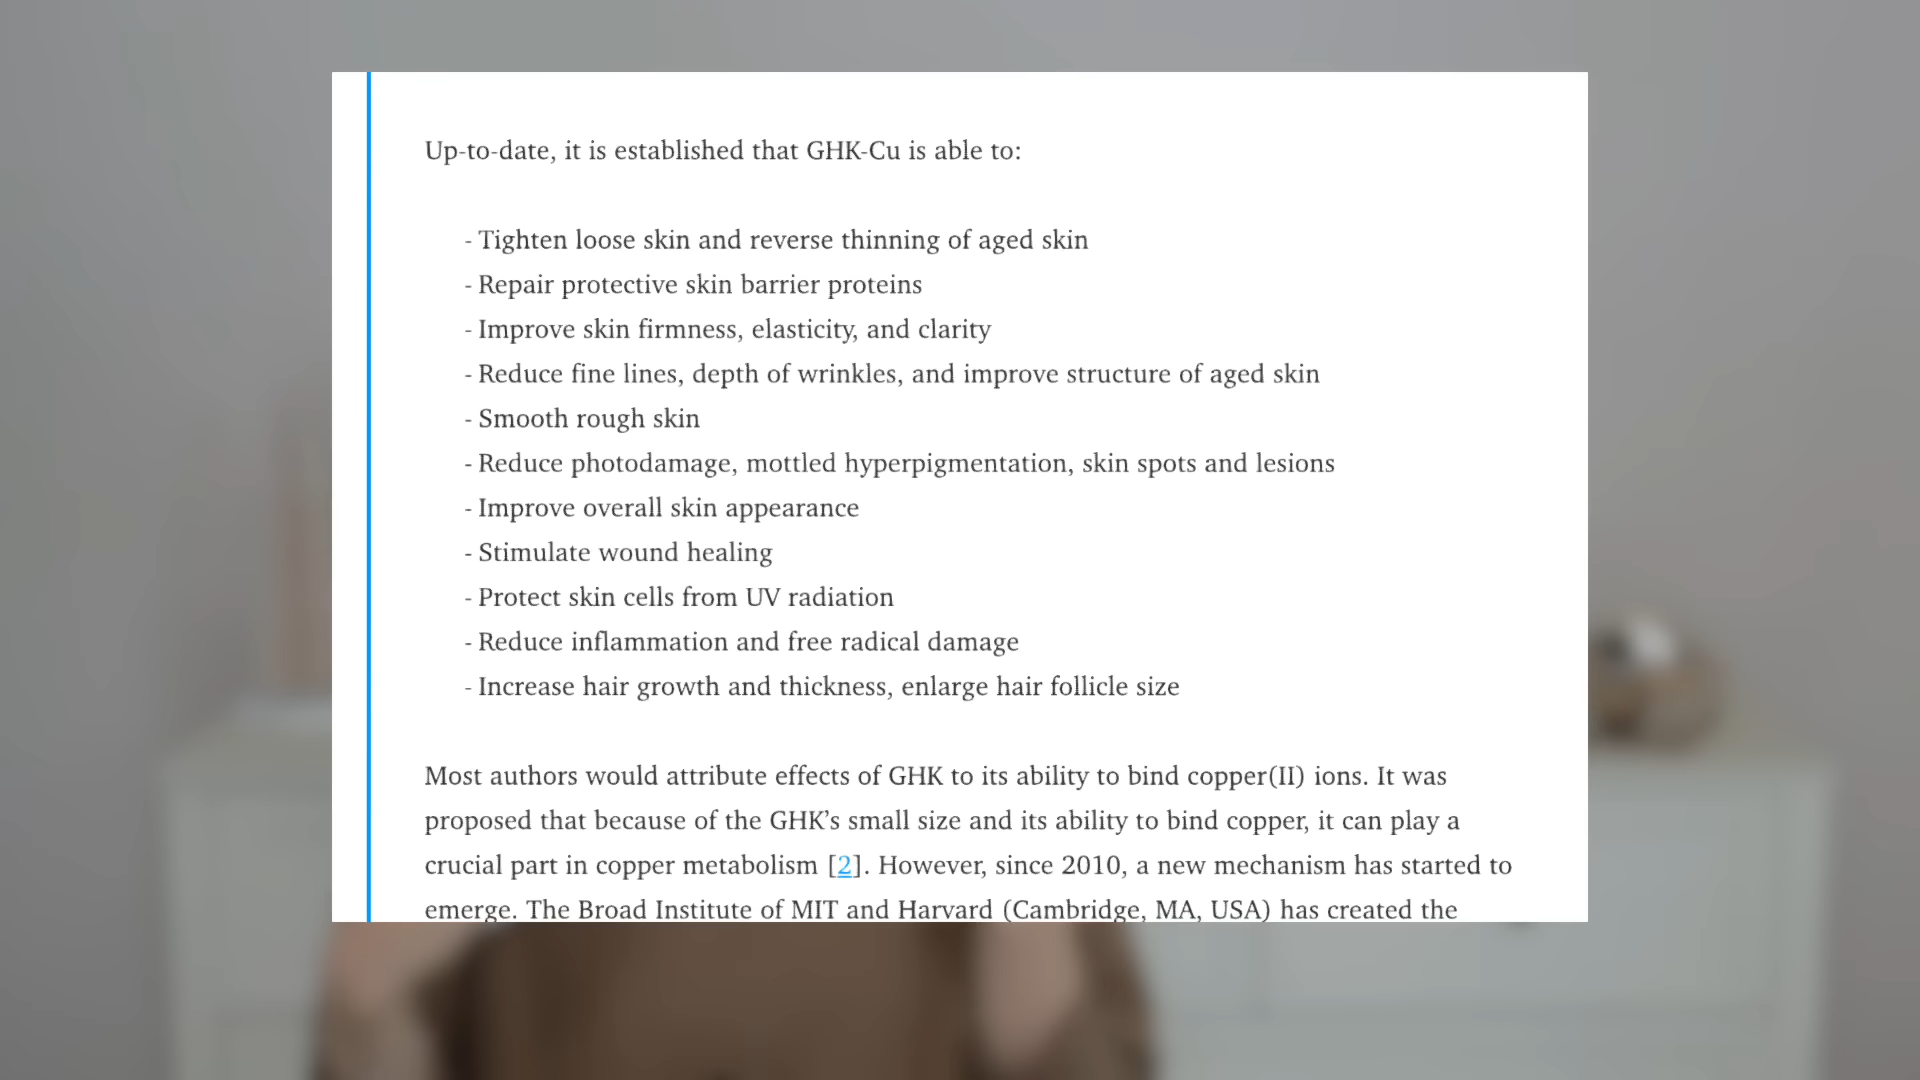 Up-to-date, it is established that GHK-Cu is able to:
- Tighten loose skin and reverse thinning of aged skin
- Repair protective skin barrier proteins
- Improve skin firmness, elasticity, and clarity
- Reduce fine lines, depth of wrinkles, and improve structure of aged skin
- Smooth rough skin
- Reduce photodamage, mottled hyperpigmentation, skin spots and lesions
- Improve overall skin appearance
- Stimulate wound healing
- Protect skin cells from UV radiation
- Reduce inflammation and free radical damage
- Increase hair growth and thickness, enlarge hair follicle size
Most authors would attribute effects of GHK to its ability to bind copper(II) ions. It was
proposed that because of the GHK’s small size and its ability to bind copper, it can play a
crucial part in copper metabolism [2]. However, since 2010, a new mechanism has started to
emerge. The Broad Institute of MIT and Harvard (Cambridge, MA, USA) has created the